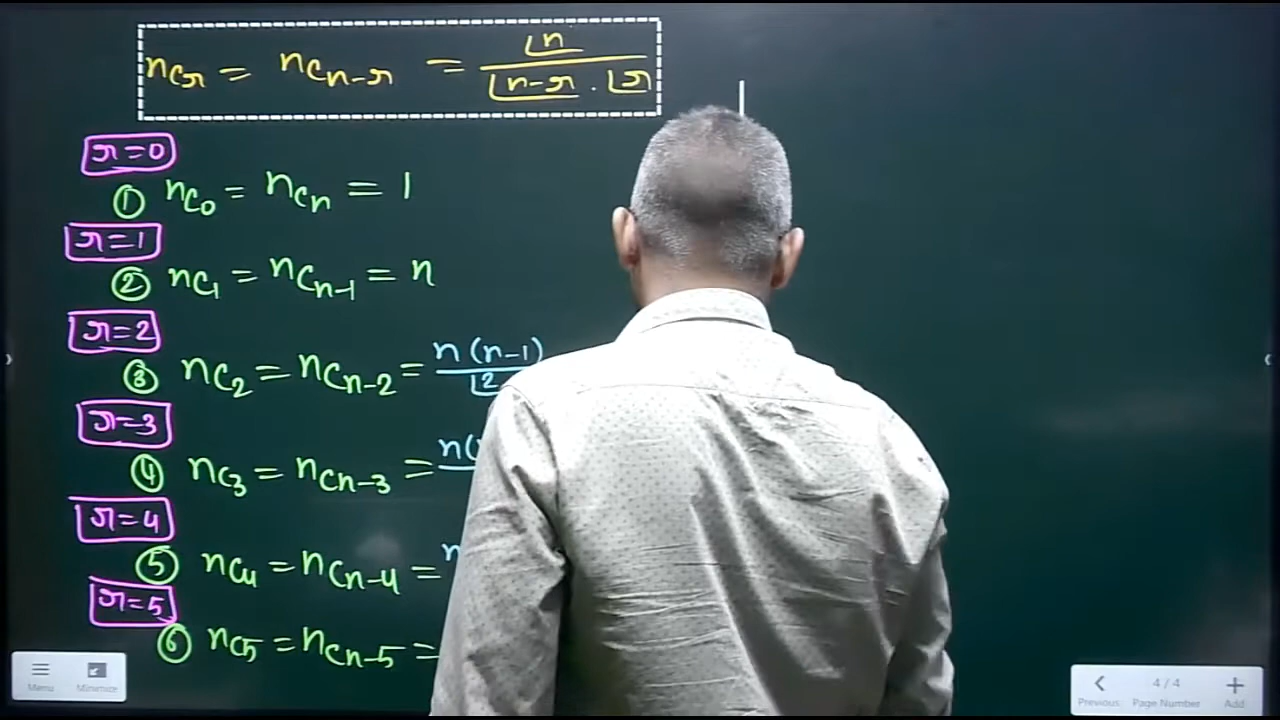 nCr = nCn-r = ⌊n / ⌊n-r . ⌊r
r=0
① nC0 = nCn = 1
r=1
② nC1 = nCn-1 = n
r=2
③ nC2 = nCn-2 = n(n-1) / ⌊2
r=3
④ nC3 = nCn-3 = n(
r=4
⑤ nC4 = nCn-4 = n
r=5
⑥ nC5 = nCn-5 =
Menu Minimize
4 / 4
Previous Page Number Add